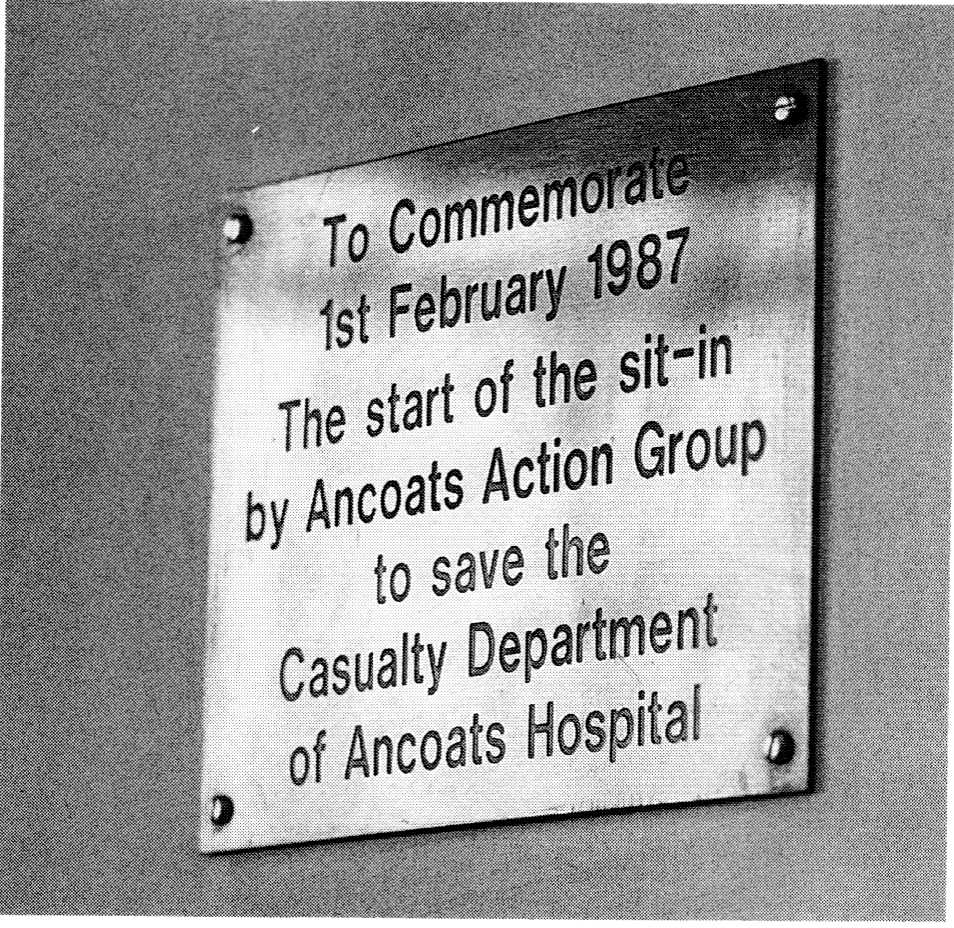 To Commemorate
1st February 1987
The start of the sit-in
by Ancoats Action Group
to save the
Casualty Department
of Ancoats Hospital